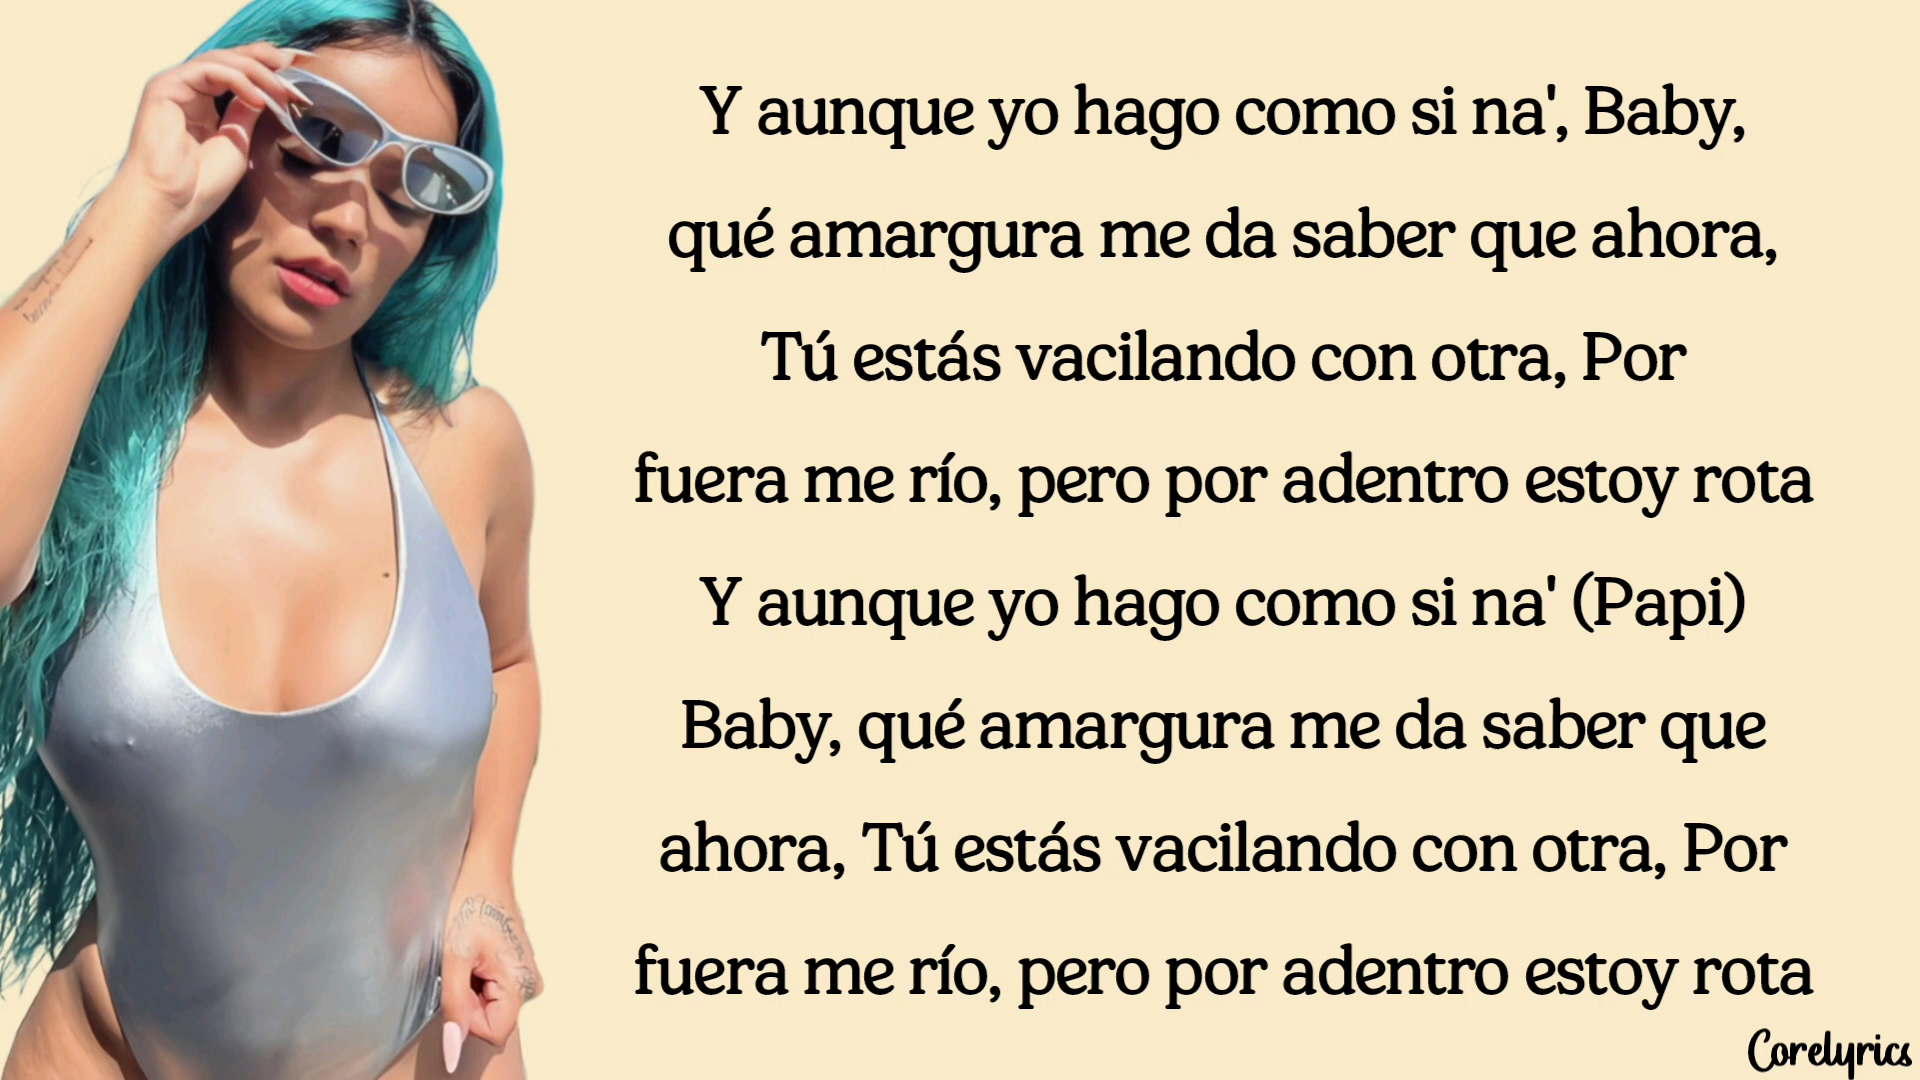 Y aunque yo hago como si na', Baby,
qué amargura me da saber que ahora,
Tú estás vacilando con otra, Por
fuera me río, pero por adentro estoy rota
Y aunque yo hago como si na' (Papi)
Baby, qué amargura me da saber que
ahora, Tú estás vacilando con otra, Por
fuera me río, pero por adentro estoy rota
Corelyrics